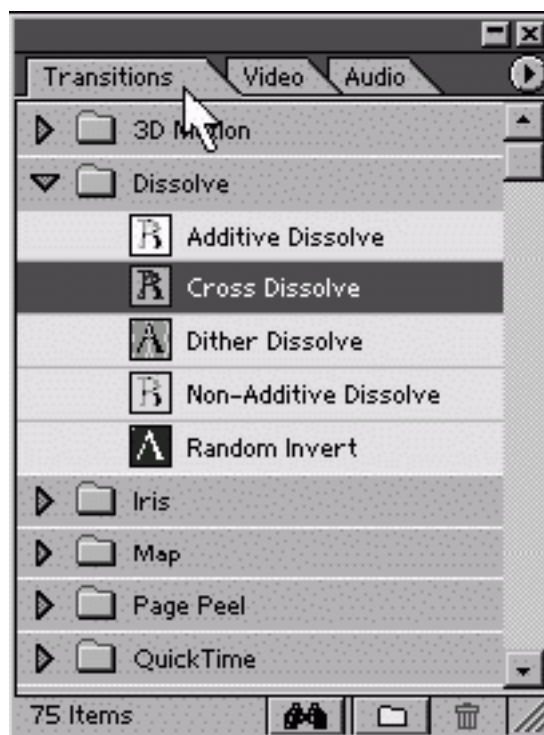 Transitions Video Audio
3D Motion
Dissolve
Additive Dissolve
Cross Dissolve
Dither Dissolve
Non-Additive Dissolve
Random Invert
Iris
Map
Page Peel
QuickTime
75 Items